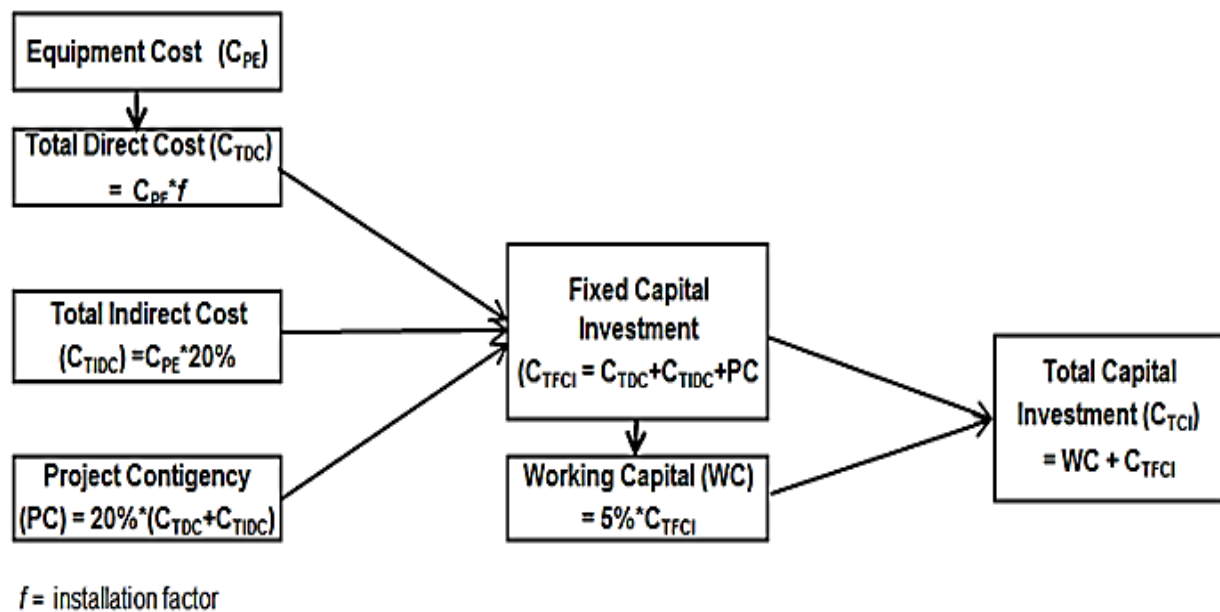 Equipment Cost (CPE)
Total Direct Cost (CTDC)
= CPE*f
Total Indirect Cost
(CTIDC) =CPE*20%
Project Contigency
(PC) = 20%*(CTDC+CTIDC)
Fixed Capital
Investment
(CTFCI = CTDC+CTIDC+PC
Working Capital (WC)
= 5%*CTFCI
Total Capital
Investment (CTCI)
= WC + CTFCI
f = installation factor